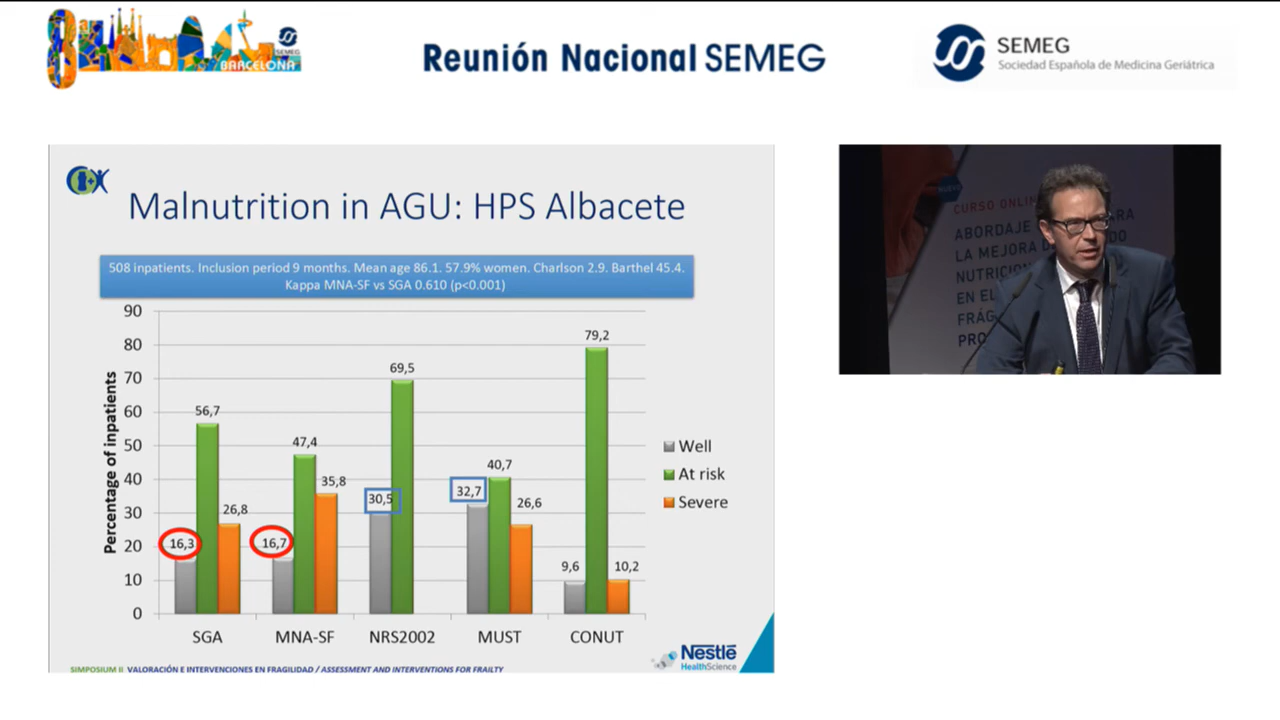 8ª
BARCELONA
SEMEG
Reunión Nacional SEMEG
SEMEG
Sociedad Española de Medicina Geriátrica
Malnutrition in AGU: HPS Albacete
508 inpatients. Inclusion period 9 months. Mean age 86.1. 57.9% women. Charlson 2.9. Barthel 45.4.
Kappa MNA-SF vs SGA 0.610 (p<0.001)
Percentage of inpatients
90
80
70
60
50
40
30
20
10
0
16,3
56,7
26,8
16,7
47,4
35,8
30,5
69,5
32,7
40,7
26,6
9,6
79,2
10,2
SGA
MNA-SF
NRS2002
MUST
CONUT
Well
At risk
Severe
SIMPOSIUM II VALORACIÓN E INTERVENCIONES EN FRAGILIDAD / ASSESSMENT AND INTERVENTIONS FOR FRAILTY
Nestlé
HealthScience
CURSO ONLIN
ABORDAJE
ARA
LA MEJORA D
DO
NUTRICIO
EN EL
FRÁG
PRO